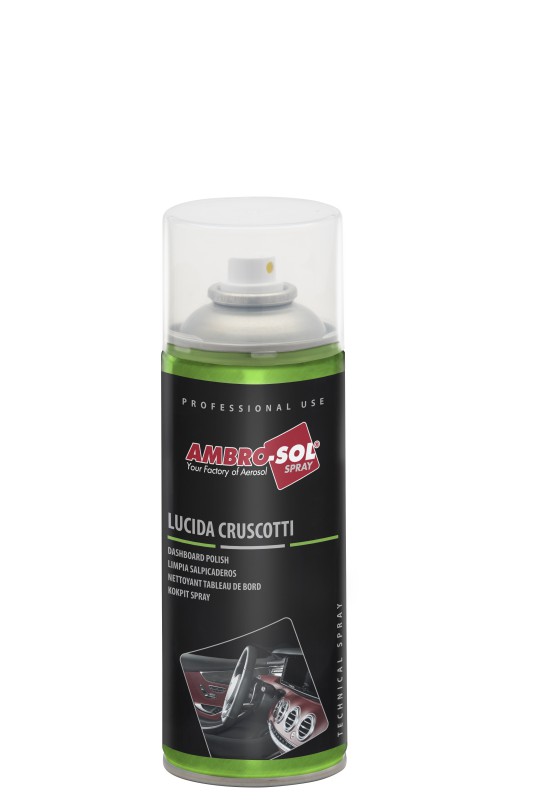 PROFESSIONAL USE
AMBRO-SOL®
SPRAY
Your Factory of Aerosol
LUCIDA CRUSCOTTI
DASHBOARD POLISH
LIMPIA SALPICADEROS
NETTOYANT TABLEAU DE BORD
KOKPIT SPRAY
TECHNICAL SPRAY